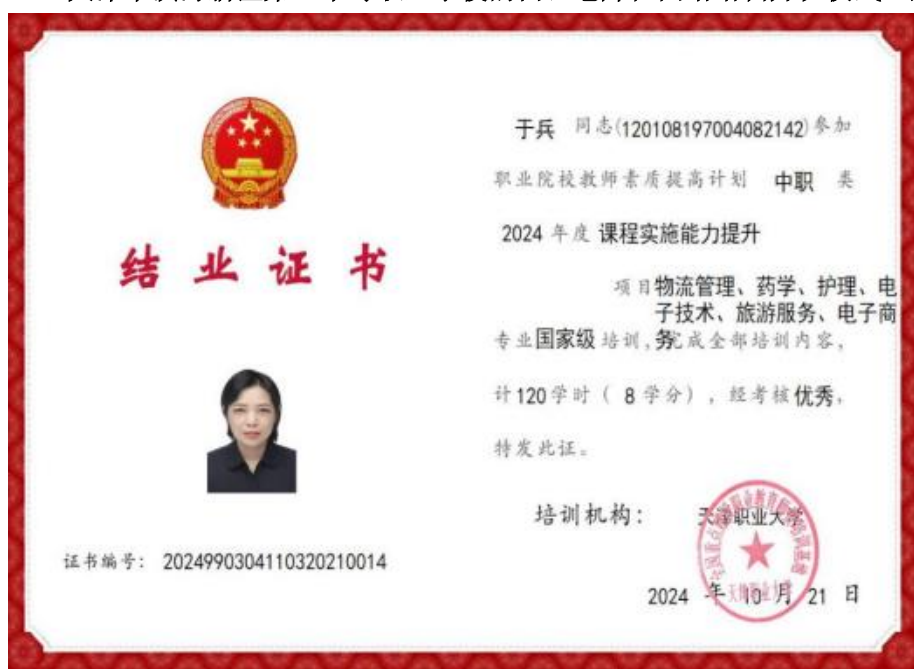 结业证书
证书编号: 2024990304110320210014
于兵 同志(120108197004082142)参加
职业院校教师素质提高计划 中职 类
2024 年度 课程实施能力提升
项目物流管理、药学、护理、电
子技术、旅游服务、电子商
专业国家级培训,务完成全部培训内容,
计120学时( 8学分),经考核优秀,
特发此证。
培训机构: 天津职业大学
2024 年 10 月 21 日